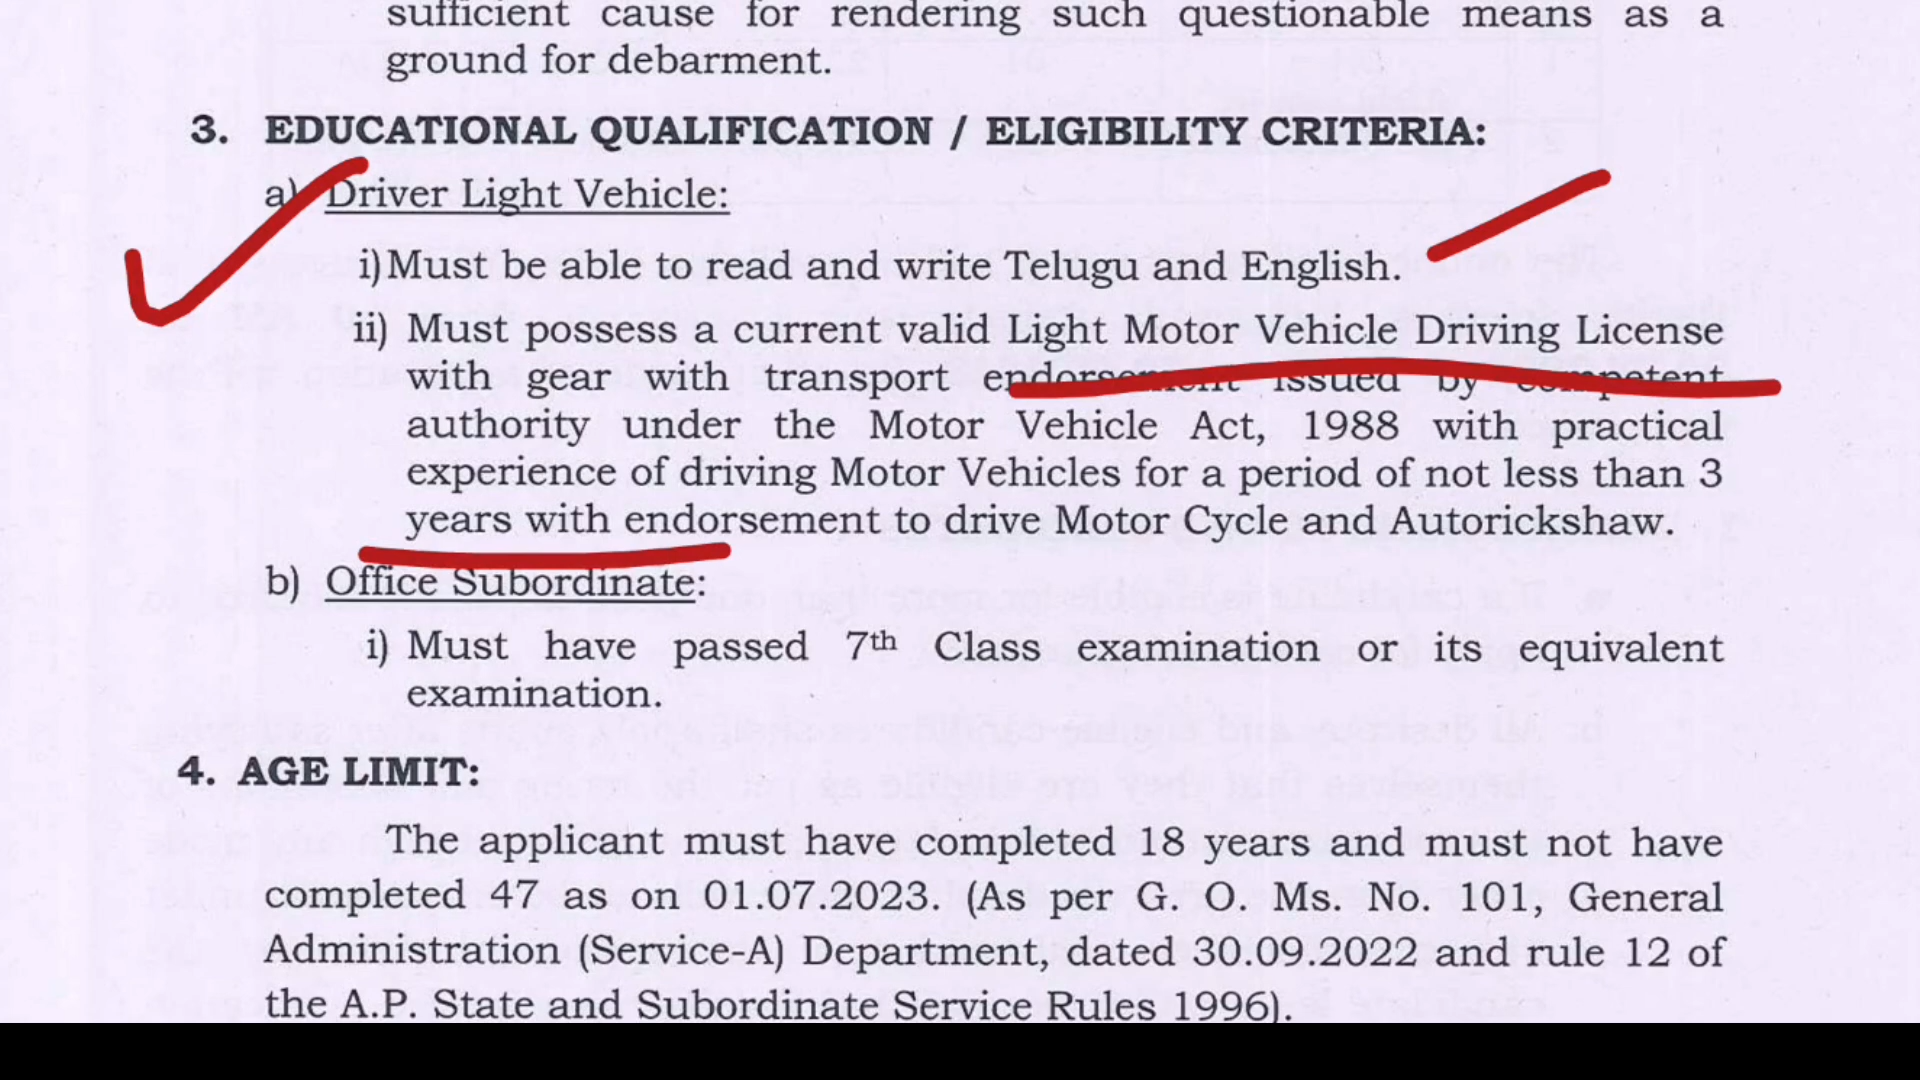 sufficient cause for rendering such questionable means as a
ground for debarment.
3. EDUCATIONAL QUALIFICATION / ELIGIBILITY CRITERIA:
a) Driver Light Vehicle:
i) Must be able to read and write Telugu and English.
ii) Must possess a current valid Light Motor Vehicle Driving License
with gear with transport endorsement issued by competent
authority under the Motor Vehicle Act, 1988 with practical
experience of driving Motor Vehicles for a period of not less than 3
years with endorsement to drive Motor Cycle and Autorickshaw.
b) Office Subordinate:
i) Must have passed 7th Class examination or its equivalent
examination.
4. AGE LIMIT:
The applicant must have completed 18 years and must not have
completed 47 as on 01.07.2023. (As per G. O. Ms. No. 101, General
Administration (Service-A) Department, dated 30.09.2022 and rule 12 of
the A.P. State and Subordinate Service Rules 1996).